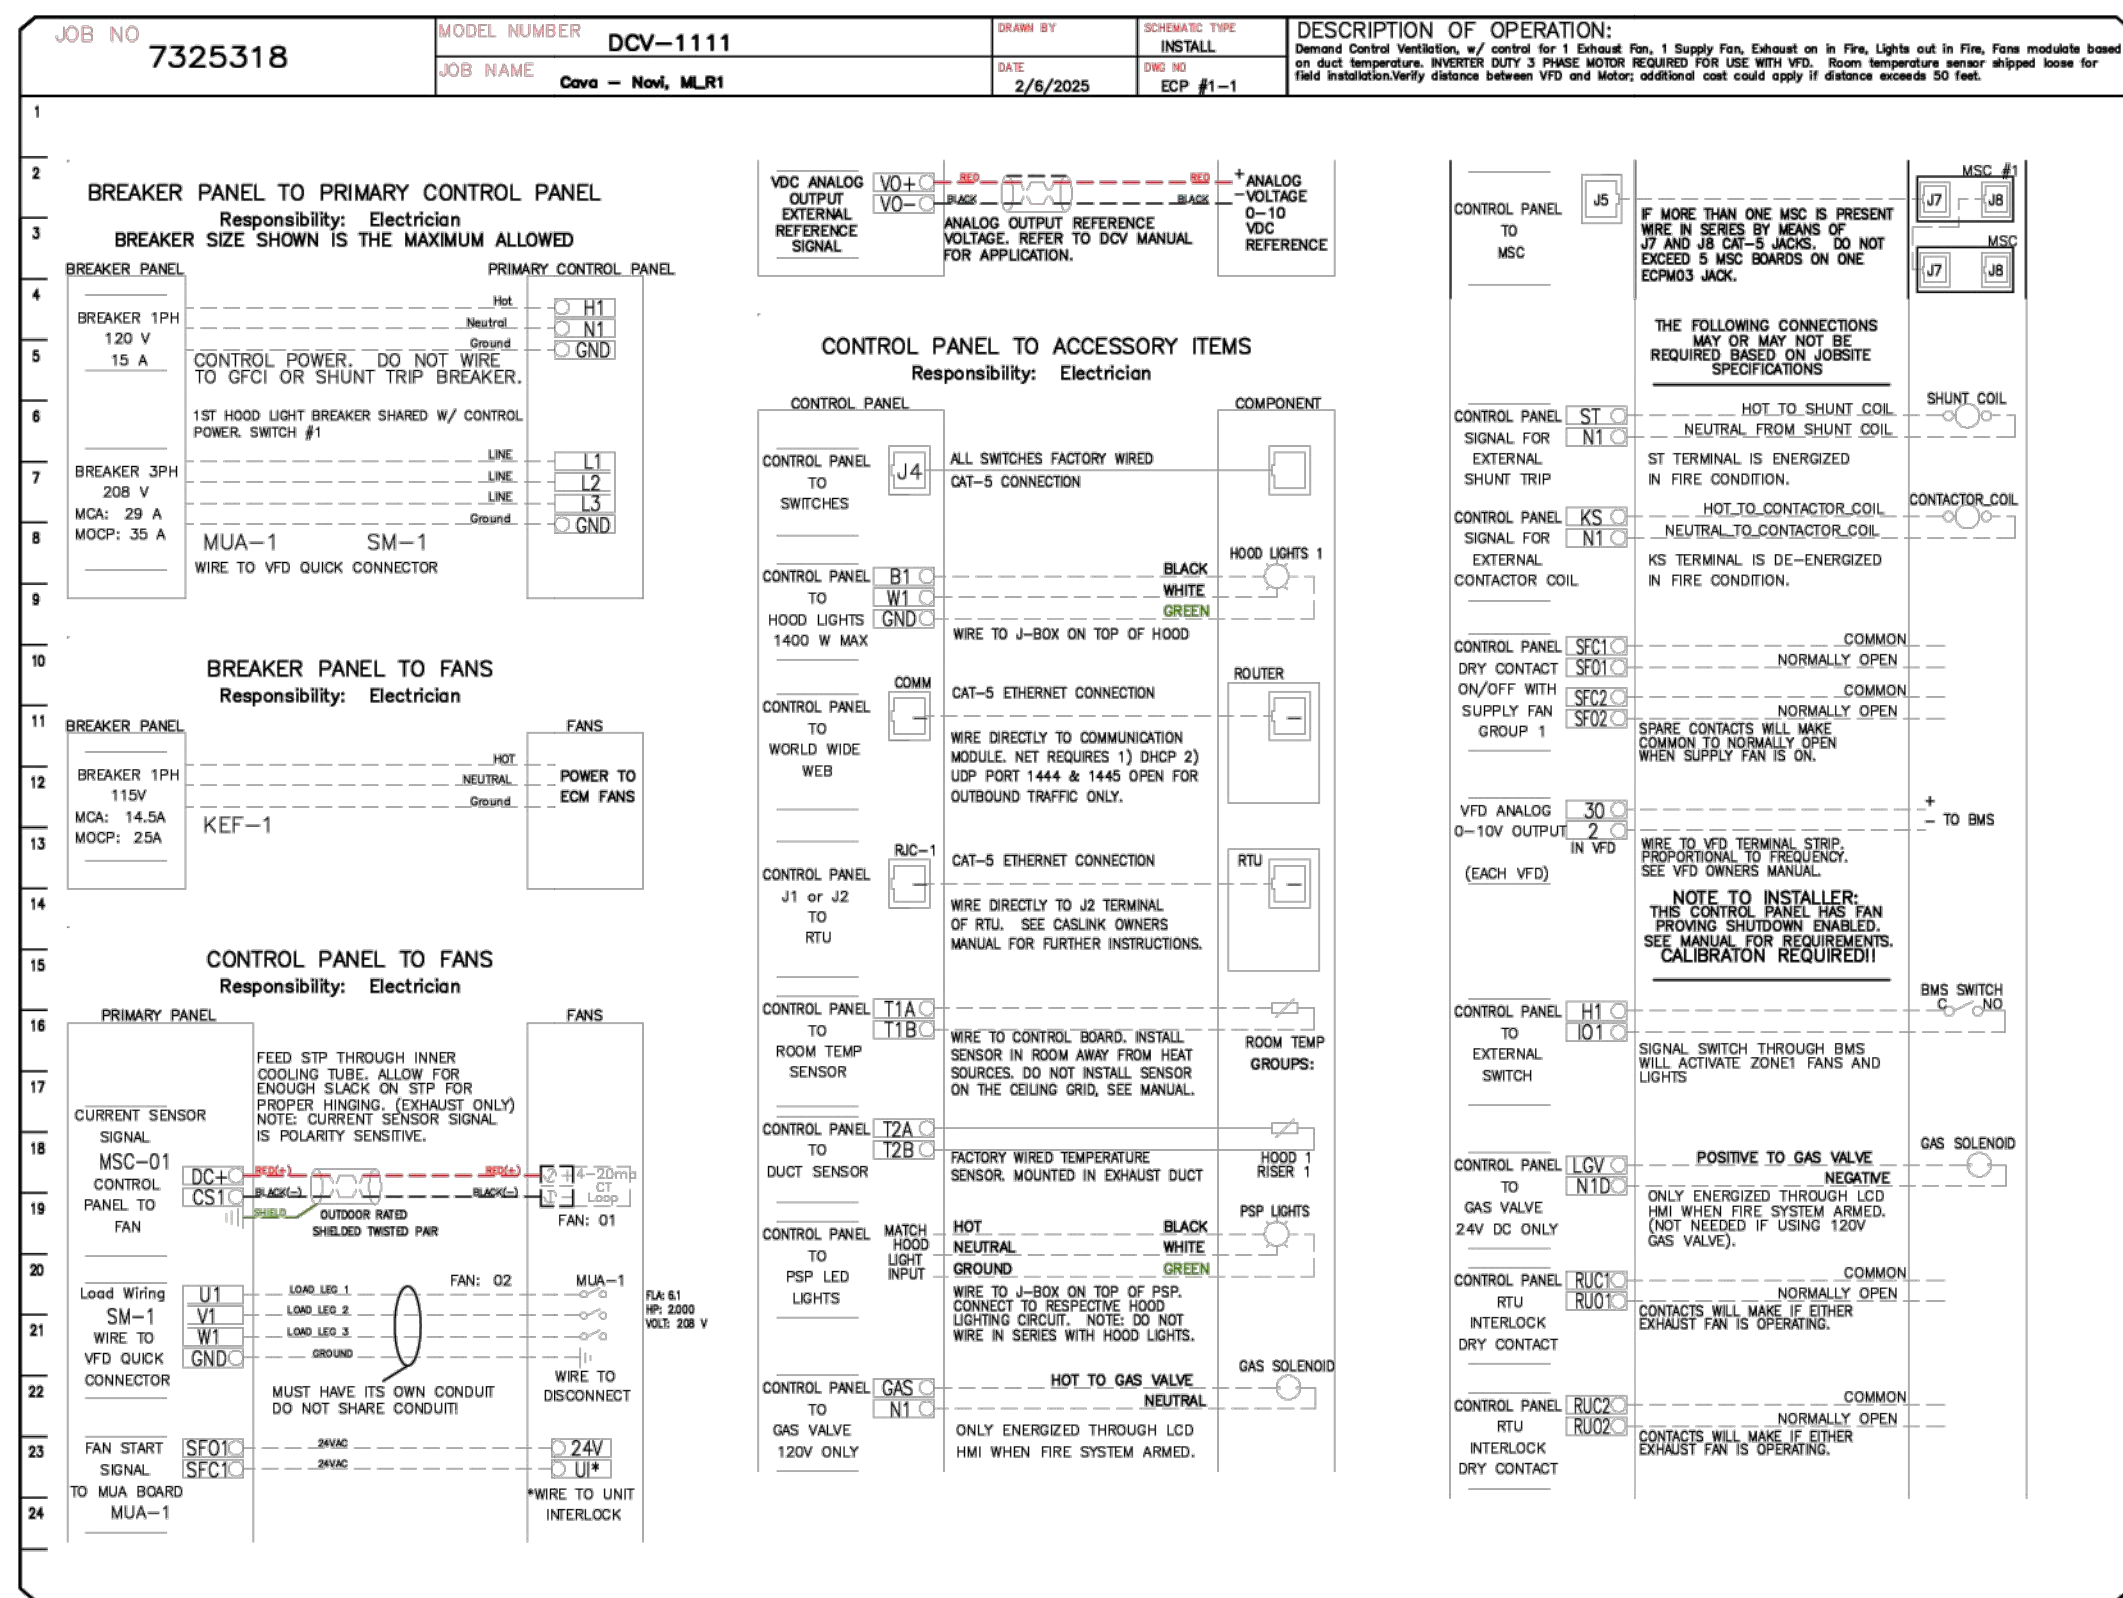 JOB NO
7325318
MODEL NUMBER
DCV-1111
JOB NAME
Cava - Novi, MI_R1
DRAWN BY
DATE
2/6/2025
SCHEMATIC TYPE
INSTALL
DWG NO
ECP #1-1
DESCRIPTION OF OPERATION:
Demand Control Ventilation, w/ control for 1 Exhaust Fan, 1 Supply Fan, Exhaust on in Fire, Lights out in Fire, Fans modulate based
on duct temperature. INVERTER DUTY 3 PHASE MOTOR REQUIRED FOR USE WITH VFD. Room temperature sensor shipped loose for
field installation.Verify distance between VFD and Motor; additional cost could apply if distance exceeds 50 feet.
1
2
3
4
5
6
7
8
9
10
11
12
13
14
15
16
17
18
19
20
21
22
23
24
BREAKER PANEL TO PRIMARY CONTROL PANEL
Responsibility: Electrician
BREAKER SIZE SHOWN IS THE MAXIMUM ALLOWED
BREAKER PANEL
PRIMARY CONTROL PANEL
BREAKER 1PH
120 V
15 A
Hot
H1
Neutral
N1
Ground
GND
CONTROL POWER. DO NOT WIRE
TO GFCI OR SHUNT TRIP BREAKER.
1ST HOOD LIGHT BREAKER SHARED W/ CONTROL
POWER. SWITCH #1
BREAKER 3PH
208 V
MCA: 29 A
MOCP: 35 A
LINE
L1
LINE
L2
LINE
L3
Ground
GND
MUA-1 SM-1
WIRE TO VFD QUICK CONNECTOR
BREAKER PANEL TO FANS
Responsibility: Electrician
BREAKER PANEL
FANS
BREAKER 1PH
115V
MCA: 14.5A
MOCP: 25A
HOT
NEUTRAL
Ground
POWER TO
ECM FANS
KEF-1
CONTROL PANEL TO FANS
Responsibility: Electrician
PRIMARY PANEL
FANS
FEED STP THROUGH INNER
COOLING TUBE. ALLOW FOR
ENOUGH SLACK ON STP FOR
PROPER HINGING. (EXHAUST ONLY)
NOTE: CURRENT SENSOR SIGNAL
IS POLARITY SENSITIVE.
CURRENT SENSOR
SIGNAL
MSC-01
CONTROL
PANEL TO
FAN
DC+
CS1
RED(+)
RED(+)
BLACK(-)
BLACK(-)
SHIELD
OUTDOOR RATED
SHIELDED TWISTED PAIR
4-20ma
CT
Loop
FAN: 01
Load Wiring
SM-1
WIRE TO
VFD QUICK
CONNECTOR
U1
V1
W1
GND
LOAD LEG 1
LOAD LEG 2
LOAD LEG 3
GROUND
FAN: 02
MUA-1
FLA: 6.1
HP: 2.000
VOLT: 208 V
WIRE TO
DISCONNECT
MUST HAVE ITS OWN CONDUIT
DO NOT SHARE CONDUIT!
FAN START
SIGNAL
TO MUA BOARD
MUA-1
SF01
SFC1
24VAC
24VAC
24V
UI*
*WIRE TO UNIT
INTERLOCK
VDC ANALOG
OUTPUT
EXTERNAL
REFERENCE
SIGNAL
VO+
VO-
RED
RED
BLACK
BLACK
ANALOG OUTPUT REFERENCE
VOLTAGE. REFER TO DCV MANUAL
FOR APPLICATION.
+ ANALOG
- VOLTAGE
0-10
VDC
REFERENCE
CONTROL PANEL TO ACCESSORY ITEMS
Responsibility: Electrician
CONTROL PANEL
COMPONENT
CONTROL PANEL
TO
SWITCHES
J4
ALL SWITCHES FACTORY WIRED
CAT-5 CONNECTION
CONTROL PANEL
TO
HOOD LIGHTS
1400 W MAX
B1
W1
GND
BLACK
WHITE
GREEN
HOOD LIGHTS 1
WIRE TO J-BOX ON TOP OF HOOD
CONTROL PANEL
TO
WORLD WIDE
WEB
COMM
CAT-5 ETHERNET CONNECTION
ROUTER
WIRE DIRECTLY TO COMMUNICATION
MODULE. NET REQUIRES 1) DHCP 2)
UDP PORT 1444 & 1445 OPEN FOR
OUTBOUND TRAFFIC ONLY.
CONTROL PANEL
J1 or J2
TO
RTU
RJC-1
CAT-5 ETHERNET CONNECTION
RTU
WIRE DIRECTLY TO J2 TERMINAL
OF RTU. SEE CASLINK OWNERS
MANUAL FOR FURTHER INSTRUCTIONS.
CONTROL PANEL
TO
ROOM TEMP
SENSOR
T1A
T1B
WIRE TO CONTROL BOARD. INSTALL
SENSOR IN ROOM AWAY FROM HEAT
SOURCES. DO NOT INSTALL SENSOR
ON THE CEILING GRID, SEE MANUAL.
ROOM TEMP
GROUPS:
CONTROL PANEL
TO
DUCT SENSOR
T2A
T2B
FACTORY WIRED TEMPERATURE
SENSOR. MOUNTED IN EXHAUST DUCT
HOOD 1
RISER 1
CONTROL PANEL
TO
PSP LED
LIGHTS
MATCH
HOOD
LIGHT
INPUT
HOT
NEUTRAL
GROUND
BLACK
WHITE
GREEN
PSP LIGHTS
WIRE TO J-BOX ON TOP OF PSP.
CONNECT TO RESPECTIVE HOOD
LIGHTING CIRCUIT. NOTE: DO NOT
WIRE IN SERIES WITH HOOD LIGHTS.
CONTROL PANEL
TO
GAS VALVE
120V ONLY
GAS
N1
HOT TO GAS VALVE
NEUTRAL
GAS SOLENOID
ONLY ENERGIZED THROUGH LCD
HMI WHEN FIRE SYSTEM ARMED.
CONTROL PANEL
TO
MSC
J5
IF MORE THAN ONE MSC IS PRESENT
WIRE IN SERIES BY MEANS OF
J7 AND J8 CAT-5 JACKS. DO NOT
EXCEED 5 MSC BOARDS ON ONE
ECPM03 JACK.
MSC #1
J7
J8
MSC
J7
J8
THE FOLLOWING CONNECTIONS
MAY OR MAY NOT BE
REQUIRED BASED ON JOBSITE
SPECIFICATIONS
CONTROL PANEL
SIGNAL FOR
EXTERNAL
SHUNT TRIP
ST
N1
HOT TO SHUNT COIL
NEUTRAL FROM SHUNT COIL
SHUNT COIL
ST TERMINAL IS ENERGIZED
IN FIRE CONDITION.
CONTROL PANEL
SIGNAL FOR
EXTERNAL
CONTACTOR COIL
KS
N1
HOT_TO_CONTACTOR_COIL
NEUTRAL_TO_CONTACTOR_COIL
CONTACTOR_COIL
KS TERMINAL IS DE-ENERGIZED
IN FIRE CONDITION.
CONTROL PANEL
DRY CONTACT
ON/OFF WITH
SUPPLY FAN
GROUP 1
SFC1
SF01
SFC2
SF02
COMMON
NORMALLY OPEN
COMMON
NORMALLY OPEN
SPARE CONTACTS WILL MAKE
COMMON TO NORMALLY OPEN
WHEN SUPPLY FAN IS ON.
VFD ANALOG
0-10V OUTPUT
(EACH VFD)
30
2
IN VFD
+
- TO BMS
WIRE TO VFD TERMINAL STRIP.
PROPORTIONAL TO FREQUENCY.
SEE VFD OWNERS MANUAL.
NOTE TO INSTALLER:
THIS CONTROL PANEL HAS FAN
PROVING SHUTDOWN ENABLED.
SEE MANUAL FOR REQUIREMENTS.
CALIBRATON REQUIRED!!
CONTROL PANEL
TO
EXTERNAL
SWITCH
H1
IO1
BMS SWITCH
C NO
SIGNAL SWITCH THROUGH BMS
WILL ACTIVATE ZONE1 FANS AND
LIGHTS
CONTROL PANEL
TO
GAS VALVE
24V DC ONLY
LGV
N1D
POSITIVE TO GAS VALVE
NEGATIVE
GAS SOLENOID
ONLY ENERGIZED THROUGH LCD
HMI WHEN FIRE SYSTEM ARMED.
(NOT NEEDED IF USING 120V
GAS VALVE).
CONTROL PANEL
RTU
INTERLOCK
DRY CONTACT
RUC1
RUO1
COMMON
NORMALLY OPEN
CONTACTS WILL MAKE IF EITHER
EXHAUST FAN IS OPERATING.
CONTROL PANEL
RTU
INTERLOCK
DRY CONTACT
RUC2
RUO2
COMMON
NORMALLY OPEN
CONTACTS WILL MAKE IF EITHER
EXHAUST FAN IS OPERATING.